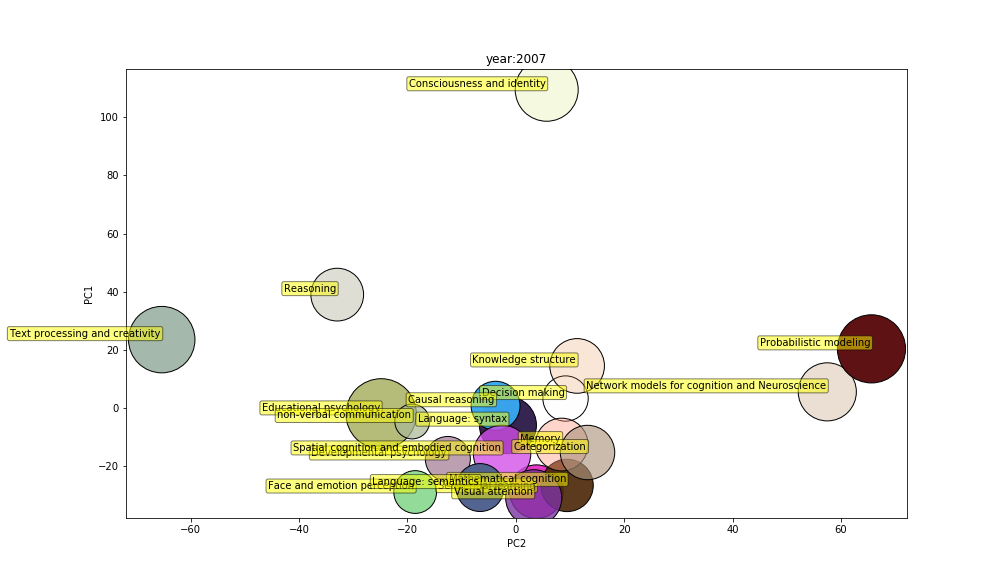 year:2007
Consciousness and identity
100
80
60
PC1
40
Reasoning
Text processing and creativity
Probabilistic modeling
20
Knowledge structure
Network models for cognition and Neuroscience
Decision making
Causal reasoning
0
Educational psychology
non-verbal communication
Language: syntax
Memory
Categorization
Spatial cognition and embodied cognition
Developmental psychology
−20
Mathematical cognition
Language: semantics
Face and emotion perception
Visual attention
−60
−40
−20
0
20
40
60
PC2